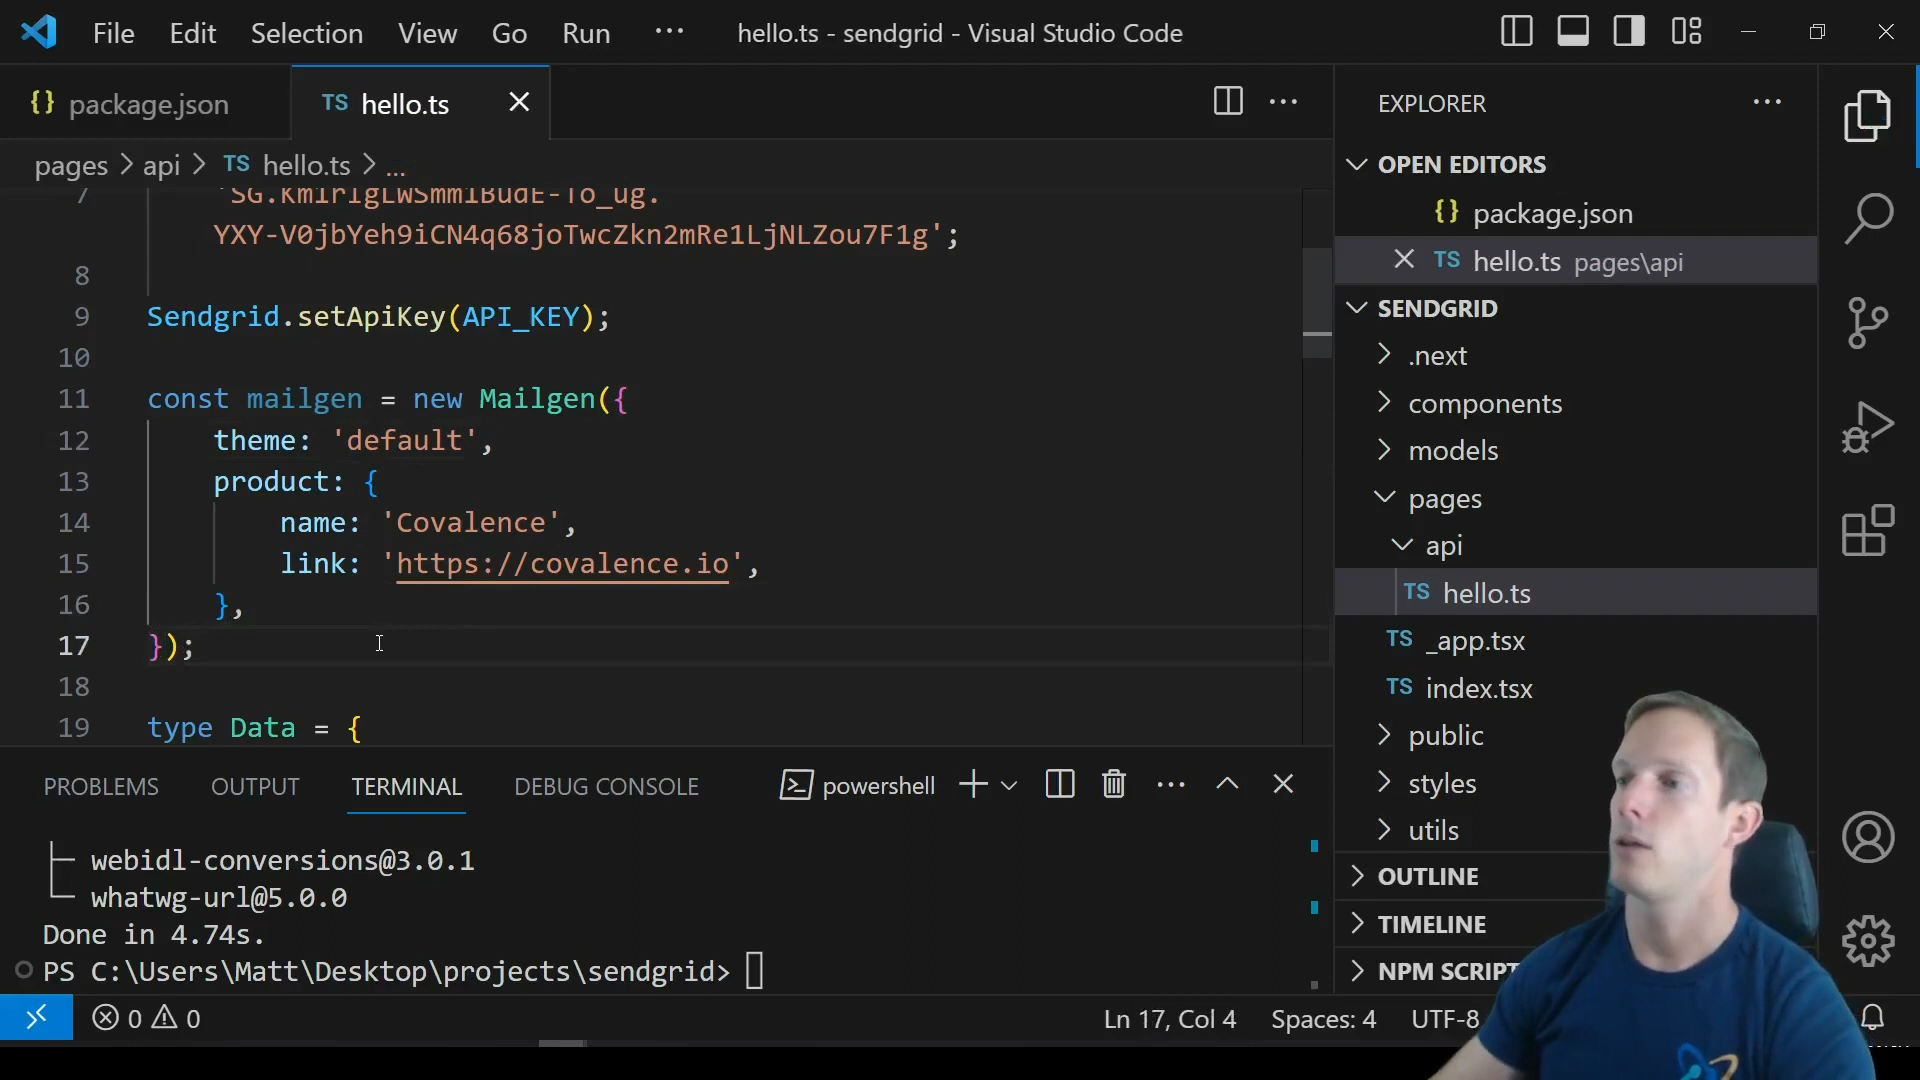 File Edit Selection View Go Run ... hello.ts - sendgrid - Visual Studio Code
{} package.json
TS hello.ts
pages > api > TS hello.ts > ...
7
YXY-V0jbYeh9iCN4q68joTwcZkn2mRe1LjNLZou7F1g';
8
9 Sendgrid.setApiKey(API_KEY);
10
11 const mailgen = new Mailgen({
12 theme: 'default',
13 product: {
14 name: 'Covalence',
15 link: 'https://covalence.io',
16 },
17 });
18
19 type Data = {
PROBLEMS OUTPUT TERMINAL DEBUG CONSOLE powershell
webidl-conversions@3.0.1
whatwg-url@5.0.0
Done in 4.74s.
PS C:\Users\Matt\Desktop\projects\sendgrid>
0 0 Ln 17, Col 4 Spaces: 4 UTF-8
EXPLORER
OPEN EDITORS
{} package.json
TS hello.ts pages\api
SENDGRID
.next
components
models
pages
api
TS hello.ts
TS _app.tsx
TS index.tsx
public
styles
utils
OUTLINE
TIMELINE
NPM SCRIPT